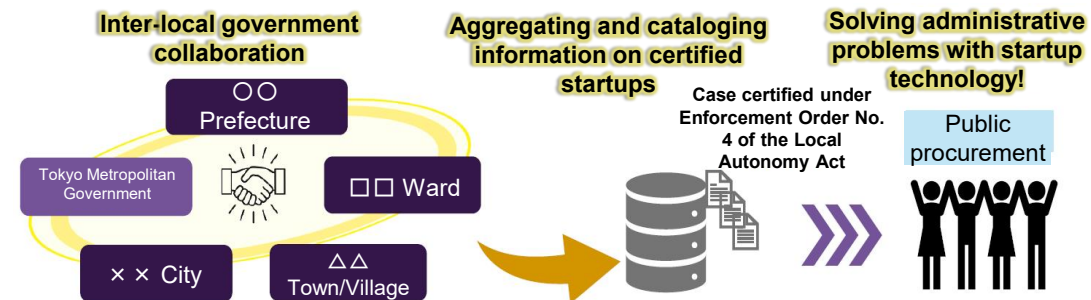 Inter-local government
collaboration
○○
Prefecture
Tokyo Metropolitan
Government
□□ Ward
× × City
△△
Town/Village
Aggregating and cataloging
information on certified
startups
Case certified under
Enforcement Order No.
4 of the Local
Autonomy Act
Solving administrative
problems with startup
technology!
Public
procurement